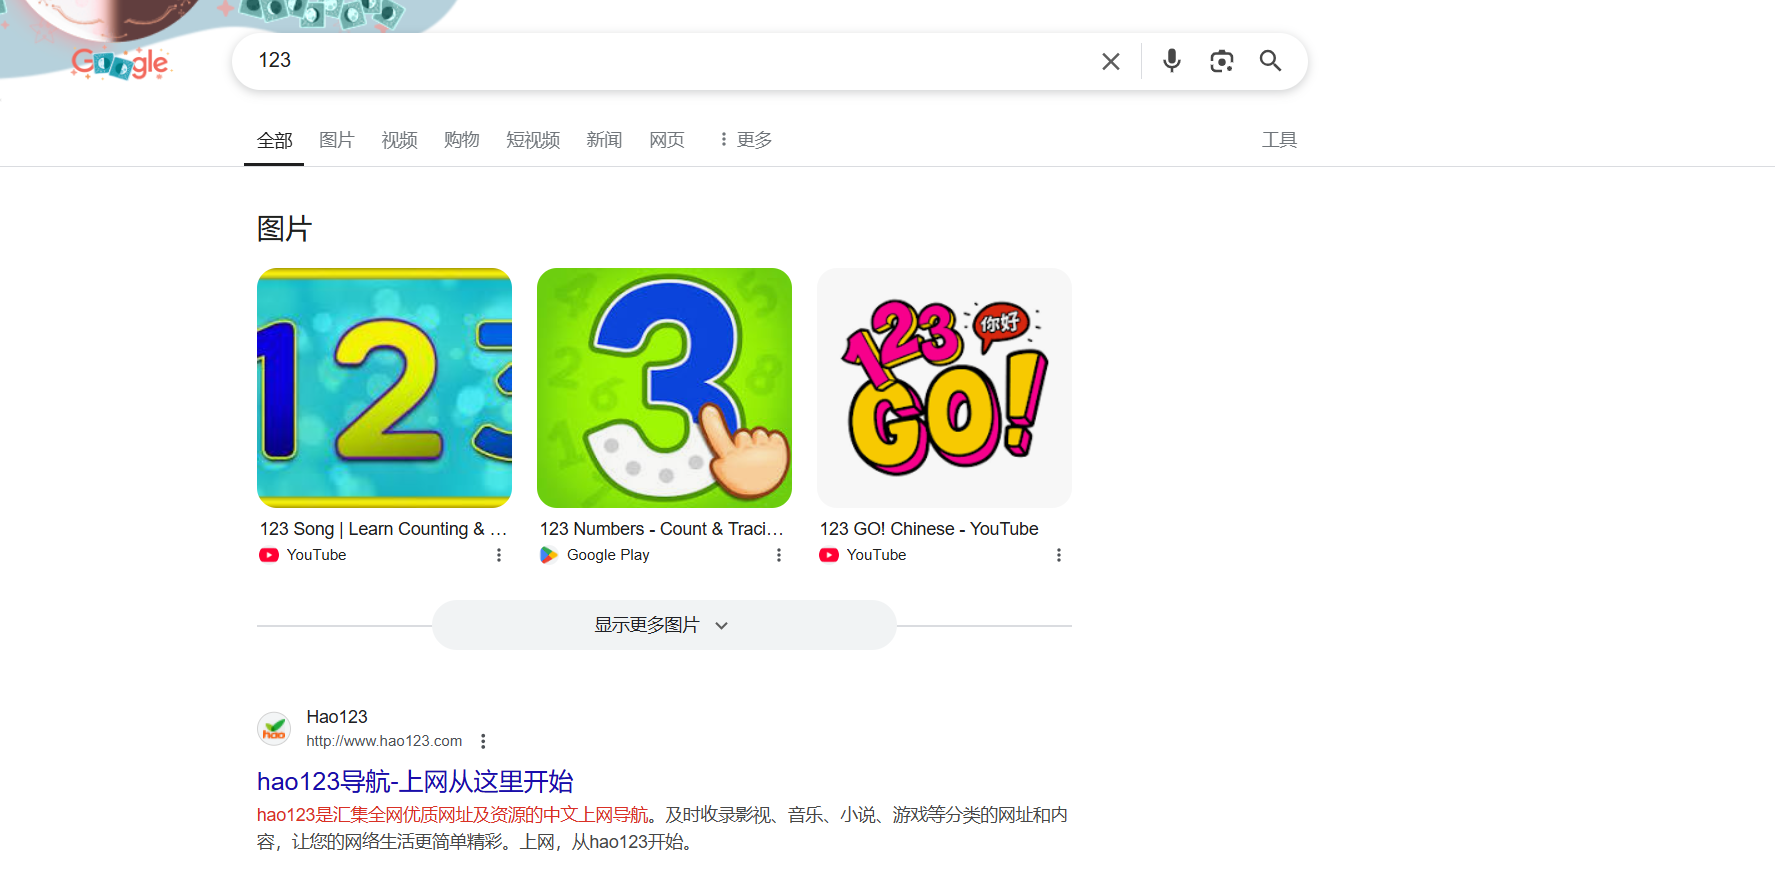 Google
123
全部 图片 视频 购物 短视频 新闻 网页 更多 工具
图片
123
3
123 你好
GO!
123 Song | Learn Counting & ... 123 Numbers - Count & Traci... 123 GO! Chinese - YouTube
YouTube Google Play YouTube
显示更多图片
hao
Hao123
http://www.hao123.com
hao123导航-上网从这里开始
hao123是汇集全网优质网址及资源的中文上网导航。及时收录影视、音乐、小说、游戏等分类的网址和内
容，让您的网络生活更简单精彩。上网，从hao123开始。